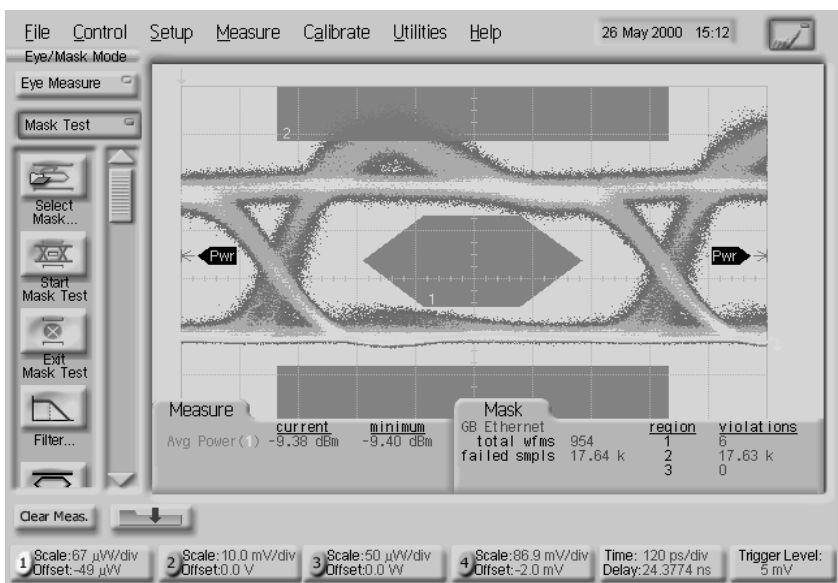 File Control Setup Measure Calibrate Utilities Help 26 May 2000 15:12
Eye/Mask Mode
Eye Measure
Mask Test
Select
Mask...
Start
Mask Test
Exit
Mask Test
Filter...
2
Pwr
Pwr
1
Measure
current minimum
Avg Power(1) -9.38 dBm -9.40 dBm
Mask
GB Ethernet region violations
total wfms 954 1 6
failed smpls 17.64 k 2 17.63 k
3 0
Clear Meas.
1 Scale:67 µW/div
Offset:-49 µW
2 Scale:10.0 mV/div
Offset:0.0 V
3 Scale:50 µW/div
Offset:0.0 W
4 Scale:86.9 mV/div
Offset:-2.0 mV
Time: 120 ps/div
Delay:24.3774 ns
Trigger Level:
5 mV